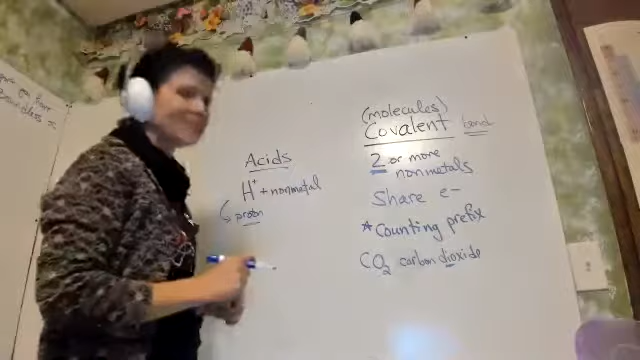 Acids
H+ + nonmetal
proton
(molecules)
Covalent bond
2 or more
nonmetals
Share e-
*Counting prefix
CO2 carbon dioxide